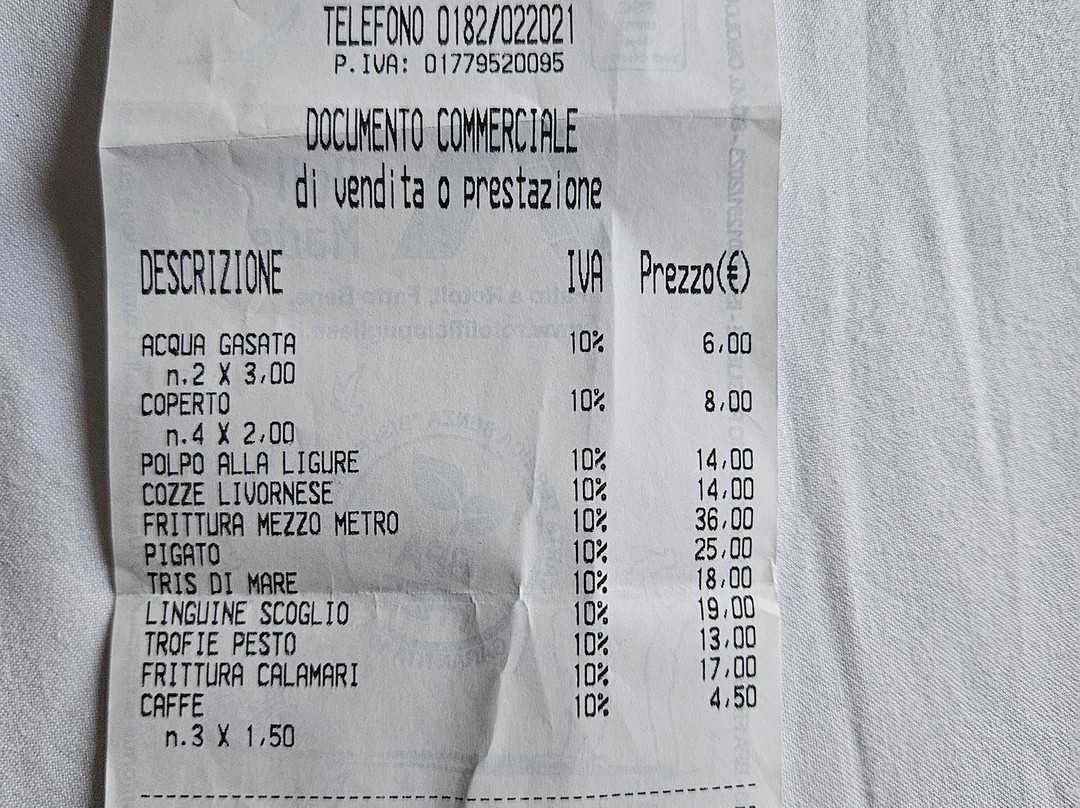 TELEFONO 0182/022021
P.IVA: 01779520095
DOCUMENTO COMMERCIALE
di vendita o prestazione
DESCRIZIONE IVA Prezzo(€)
ACQUA GASATA 10% 6,00
n.2 X 3,00
COPERTO 10% 8,00
n.4 X 2,00
POLPO ALLA LIGURE 10% 14,00
COZZE LIVORNESE 10% 14,00
FRITTURA MEZZO METRO 10% 36,00
PIGATO 10% 25,00
TRIS DI MARE 10% 18,00
LINGUINE SCOGLIO 10% 19,00
TROFIE PESTO 10% 13,00
FRITTURA CALAMARI 10% 17,00
CAFFE 10% 4,50
n.3 X 1,50